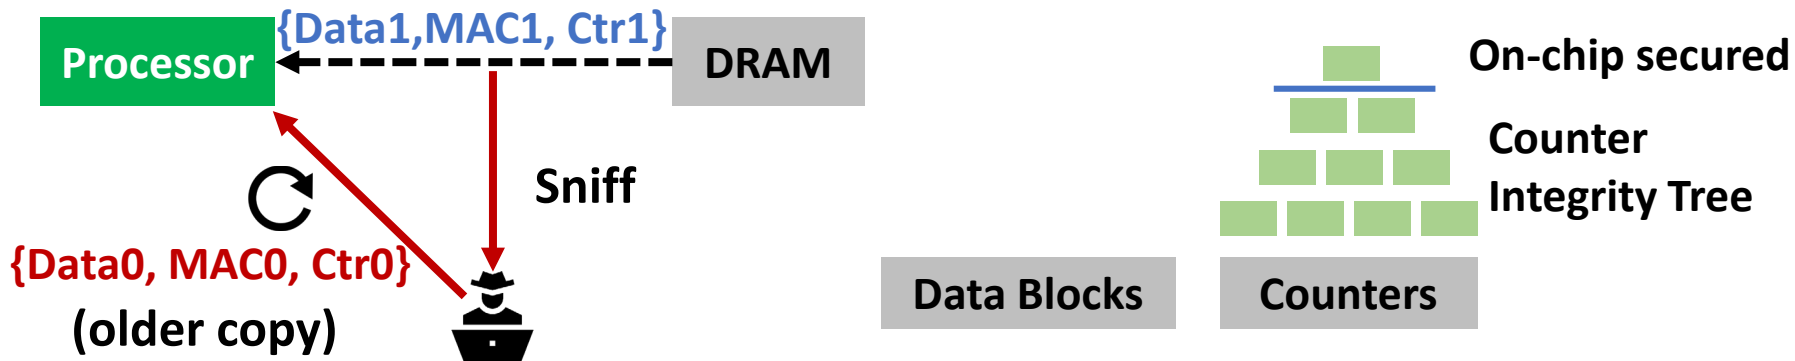 {Data1,MAC1, Ctr1}
Processor
DRAM
Sniff
{Data0, MAC0, Ctr0}
(older copy)
On-chip secured
Counter
Integrity Tree
Data Blocks
Counters